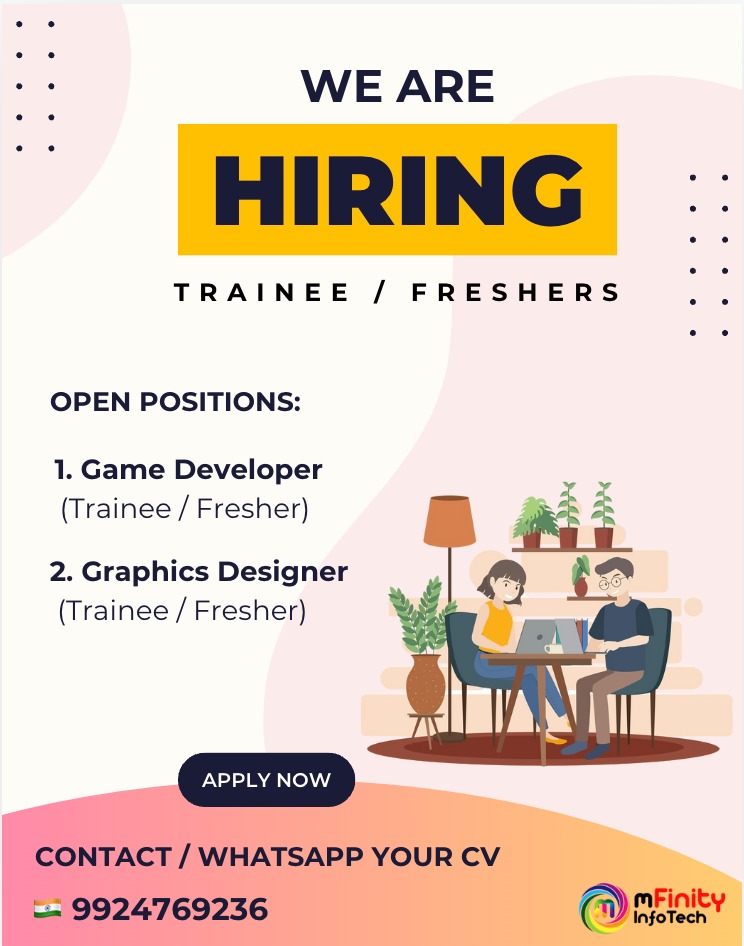 WE ARE
HIRING
TRAINEE / FRESHERS
OPEN POSITIONS:
1. Game Developer
(Trainee / Fresher)
2. Graphics Designer
(Trainee / Fresher)
APPLY NOW
CONTACT / WHATSAPP YOUR CV
🇮🇳 9924769236
m
mFinity
InfoTech